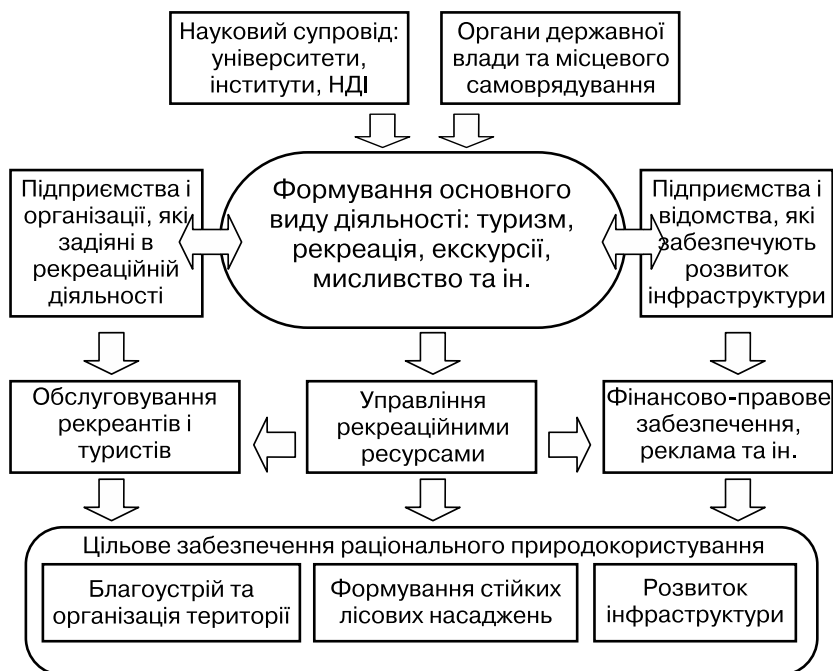 Науковий супровід:
університети,
інститути, НДІ
Органи державної
влади та місцевого
самоврядування
Підприємства і
організації, які
задіяні в
рекреаційній
діяльності
Формування основного
виду діяльності: туризм,
рекреація, екскурсії,
мисливство та ін.
Підприємства і
відомства, які
забезпечують
розвиток
інфраструктури
Обслуговування
рекреантів і
туристів
Управління
рекреаційними
ресурсами
Фінансово-правове
забезпечення,
реклама та ін.
Цільове забезпечення раціонального природокористування
Благоустрій та
організація території
Формування стійких
лісових насаджень
Розвиток
інфраструктури